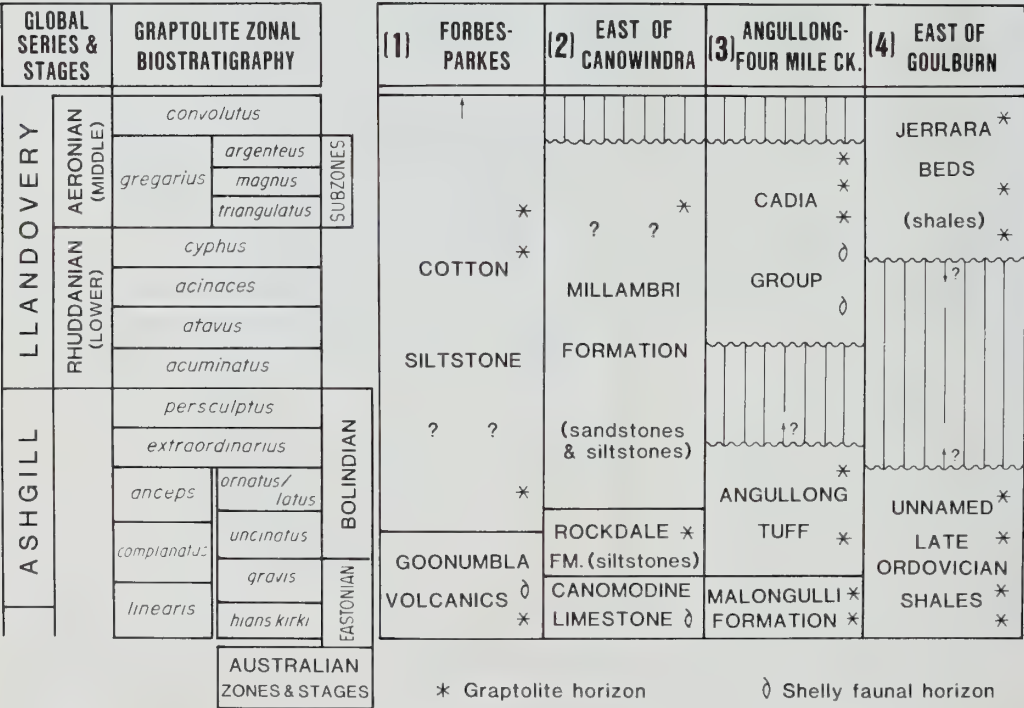 GLOBAL
SERIES &
STAGES
GRAPTOLITE ZONAL
BIOSTRATIGRAPHY
(1) FORBES-
PARKES
(2) EAST OF
CANOWINDRA
(3) ANGULLONG-
FOUR MILE CK.
(4) EAST OF
GOULBURN
LLANDOVERY
AERONIAN
(MIDDLE)
RHUDDANIAN
(LOWER)
ASHGILL
convolutus
gregarius
argenteus
magnus
triangulatus
SUBZONES
cyphus
acinaces
atavus
acuminatus
persculptus
extraordinarius
anceps
ornatus/
latus
complanatus
uncinatus
linearis
gravis
hians kirki
BOLINDIAN
EASTONIAN
AUSTRALIAN
ZONES & STAGES
*
COTTON *
SILTSTONE
? ?
*
GOONUMBLA
VOLCANICS
*
*
? ?
MILLAMBRI
FORMATION
(sandstones
& siltstones)
ROCKDALE *
FM. (siltstones)
CANOMODINE
LIMESTONE
*
*
CADIA
*
GROUP
?
*
ANGULLONG
TUFF *
MALONGULLI *
FORMATION *
JERRARA *
BEDS
*
(shales) *
?
?
UNNAMED *
LATE *
ORDOVICIAN
SHALES *
*
* Graptolite horizon
Shelly faunal horizon